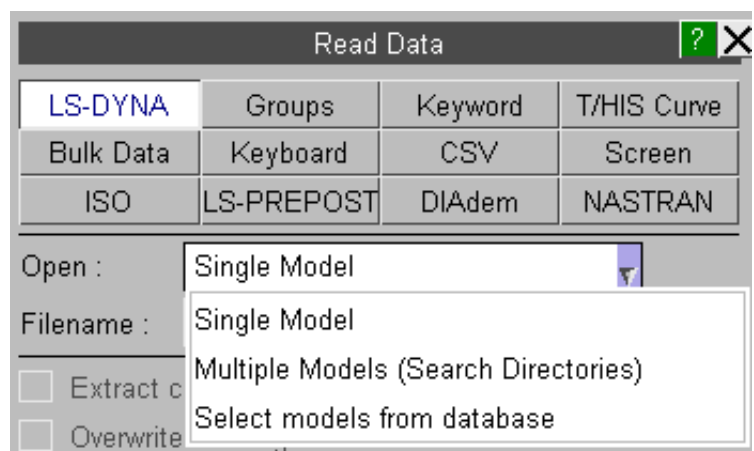 Read Data ? X
LS-DYNA Groups Keyword T/HIS Curve
Bulk Data Keyboard CSV Screen
ISO LS-PREPOST DIAdem NASTRAN
Open : Single Model
Filename : Single Model
Multiple Models (Search Directories)
Extract c
Select models from database
Overwrite